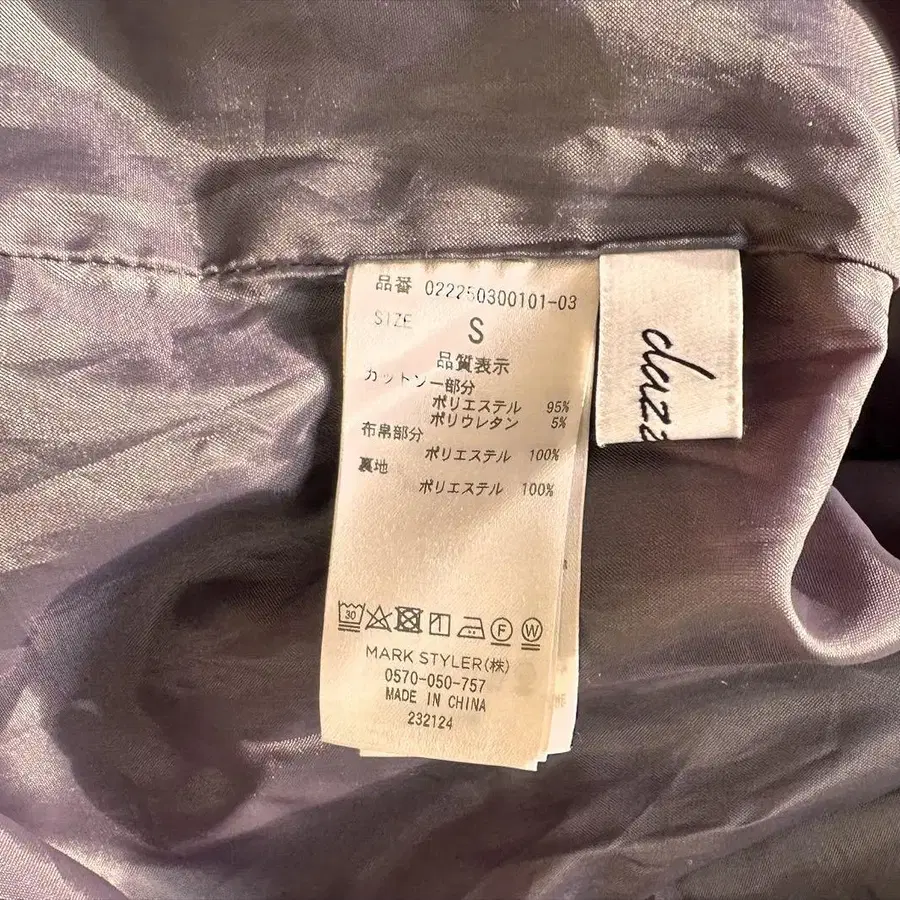 品番 022250300101-03
SIZE S
品質表示
カットソー部分
ポリエステル 95%
ポリウレタン 5%
布帛部分
ポリエステル 100%
裏地
ポリエステル 100%
30 F W
MARK STYLER(株)
0570-050-757
MADE IN CHINA
232124
dazz